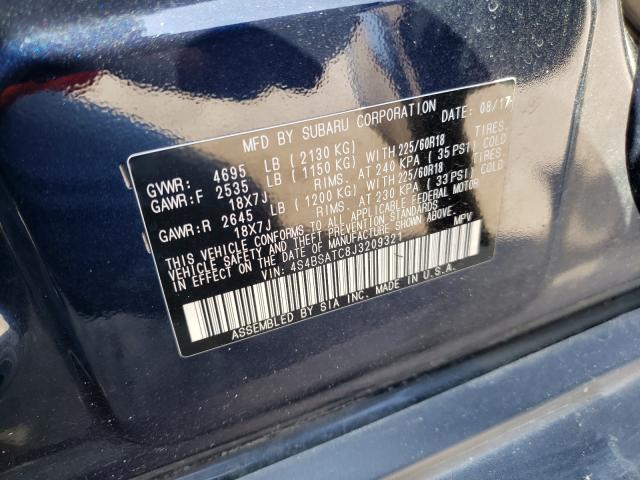 MFD BY SUBARU CORPORATION DATE: 08/17
GVWR: 4695 LB (2130 KG)
GAWR:F 2535 LB (1150 KG) WITH 225/60R18 TIRES.
18X7J RIMS. AT 240 KPA (35 PSI) COLD
GAWR:R 2645 LB (1200 KG) WITH 225/60R18 TIRES.
18X7J RIMS. AT 230 KPA (33 PSI) COLD
THIS VEHICLE CONFORMS TO ALL APPLICABLE FEDERAL MOTOR
VEHICLE SAFETY AND THEFT PREVENTION STANDARDS
IN EFFECT ON THE DATE OF MANUFACTURE SHOWN ABOVE.
VIN: 4S4BSATC8J3209321 MPV
ASSEMBLED BY SIA INC. MADE IN U.S.A.